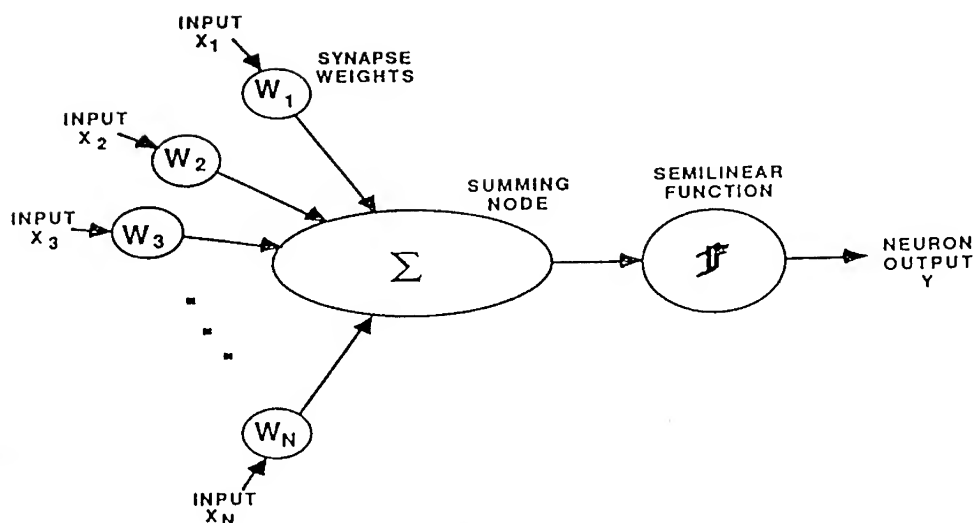 INPUT
X1
SYNAPSE
WEIGHTS
W1
INPUT
X2
W2
INPUT
X3
W3
SUMMING
NODE
Σ
SEMILINEAR
FUNCTION
f
NEURON
OUTPUT
Y
WN
INPUT
XN